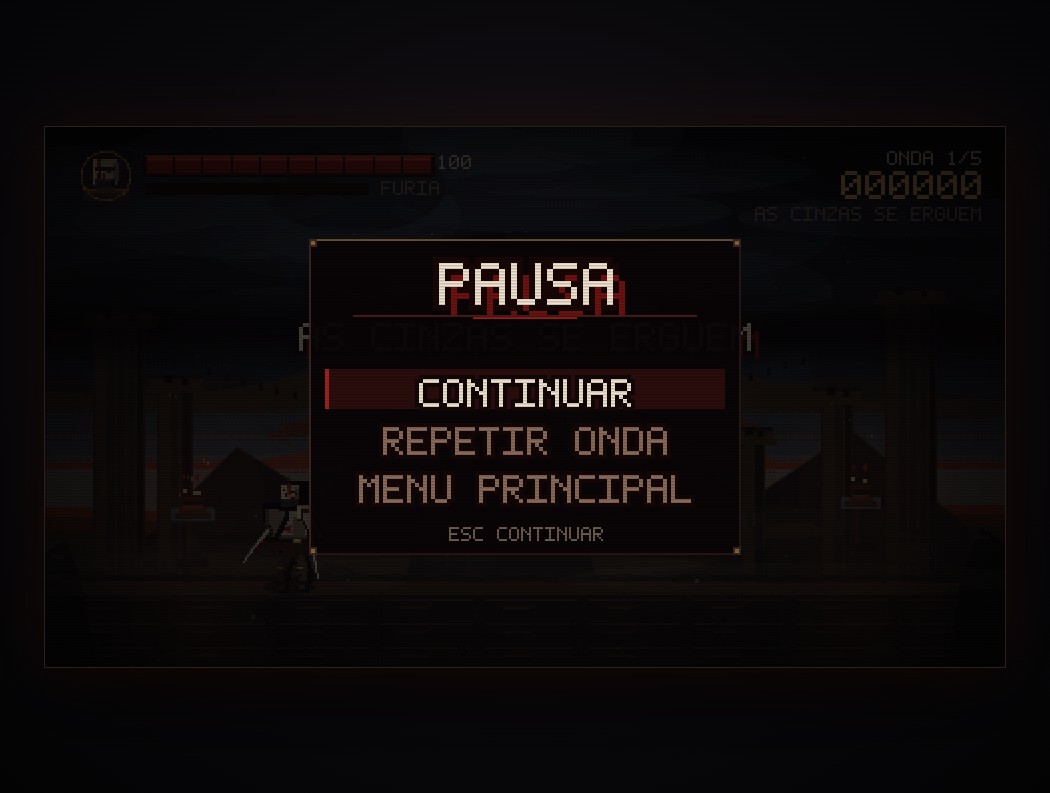 100
FURIA
ONDA 1/5
000000
AS CINZAS SE ERGUEM
PAUSA
AS CINZAS SE ERGUEM
CONTINUAR
REPETIR ONDA
MENU PRINCIPAL
ESC CONTINUAR